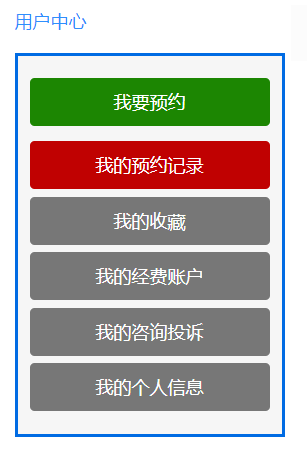 用户中心
我要预约
我的预约记录
我的收藏
我的经费账户
我的咨询投诉
我的个人信息